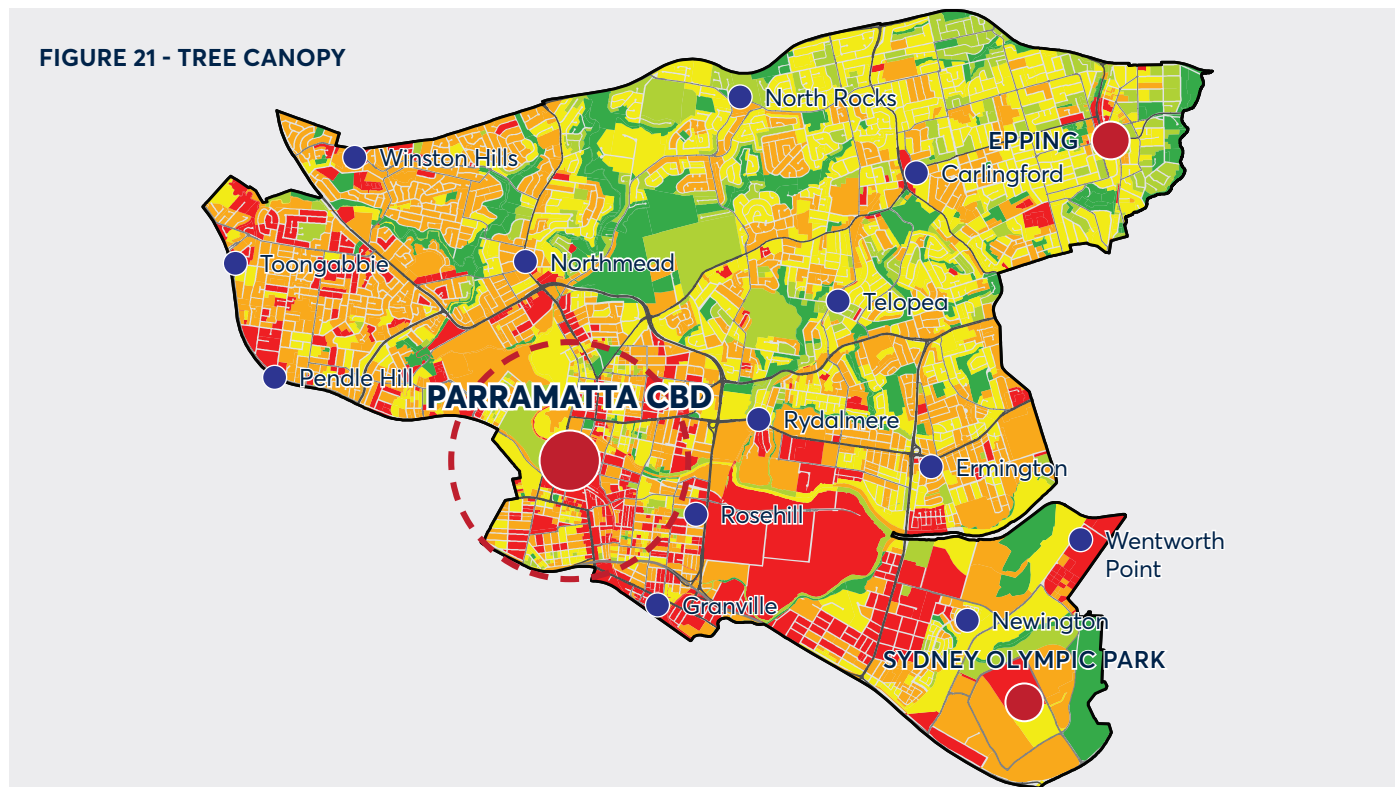 FIGURE 21 - TREE CANOPY
North Rocks
EPPING
Winston Hills
Carlingford
Toongabbie
Northmead
Telopea
Pendle Hill
PARRAMATTA CBD
Rydalmere
Ermington
Rosehill
Wentworth
Point
Granville
Newington
SYDNEY OLYMPIC PARK